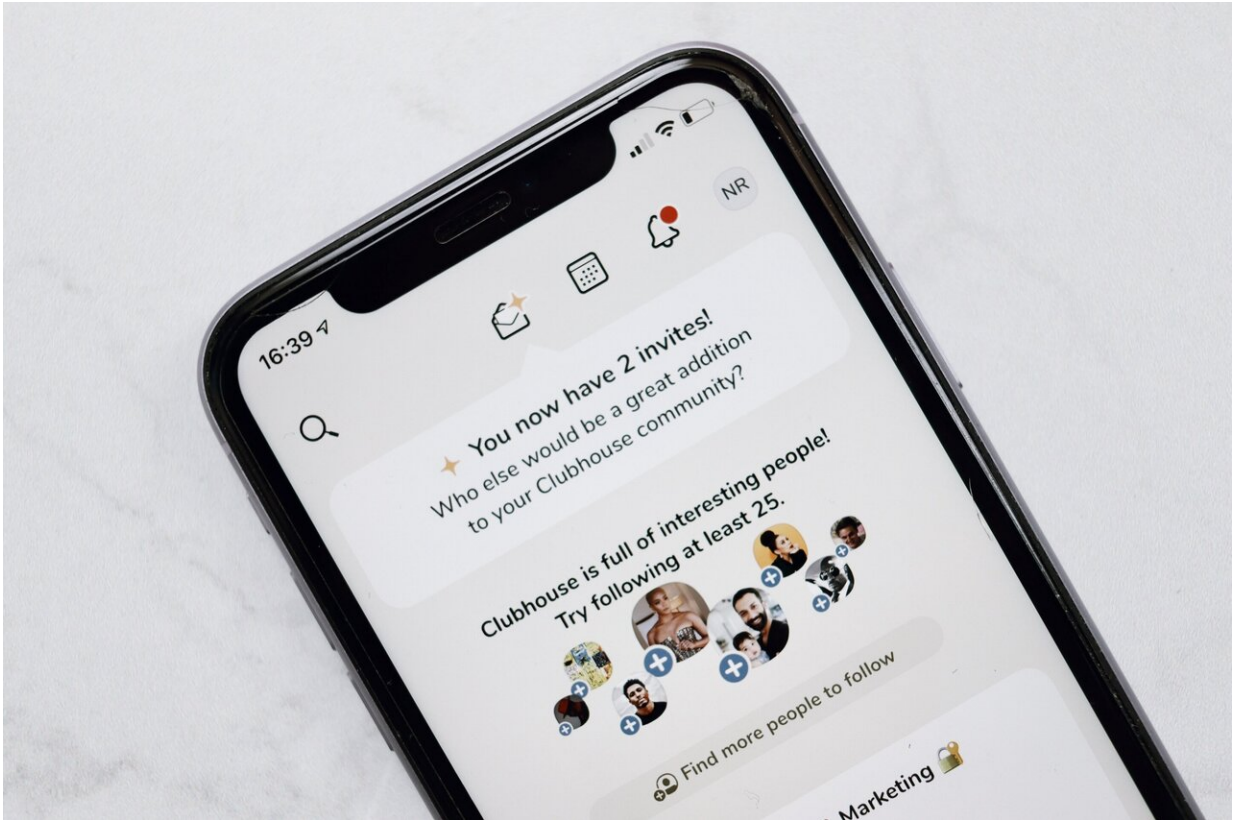 16:39
NR
You now have 2 invites!
Who else would be a great addition
to your Clubhouse community?
Clubhouse is full of interesting people!
Try following at least 25.
Find more people to follow
Marketing 🔐